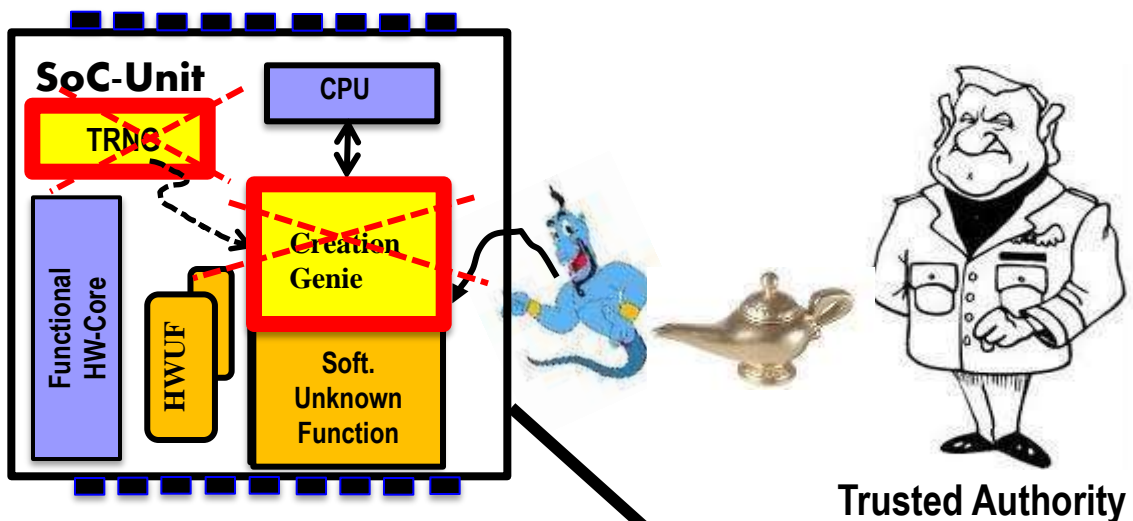 SoC-Unit
CPU
TRNG
Creation
Genie
Functional
HW-Core
HWUF
Soft.
Unknown
Function
Trusted Authority